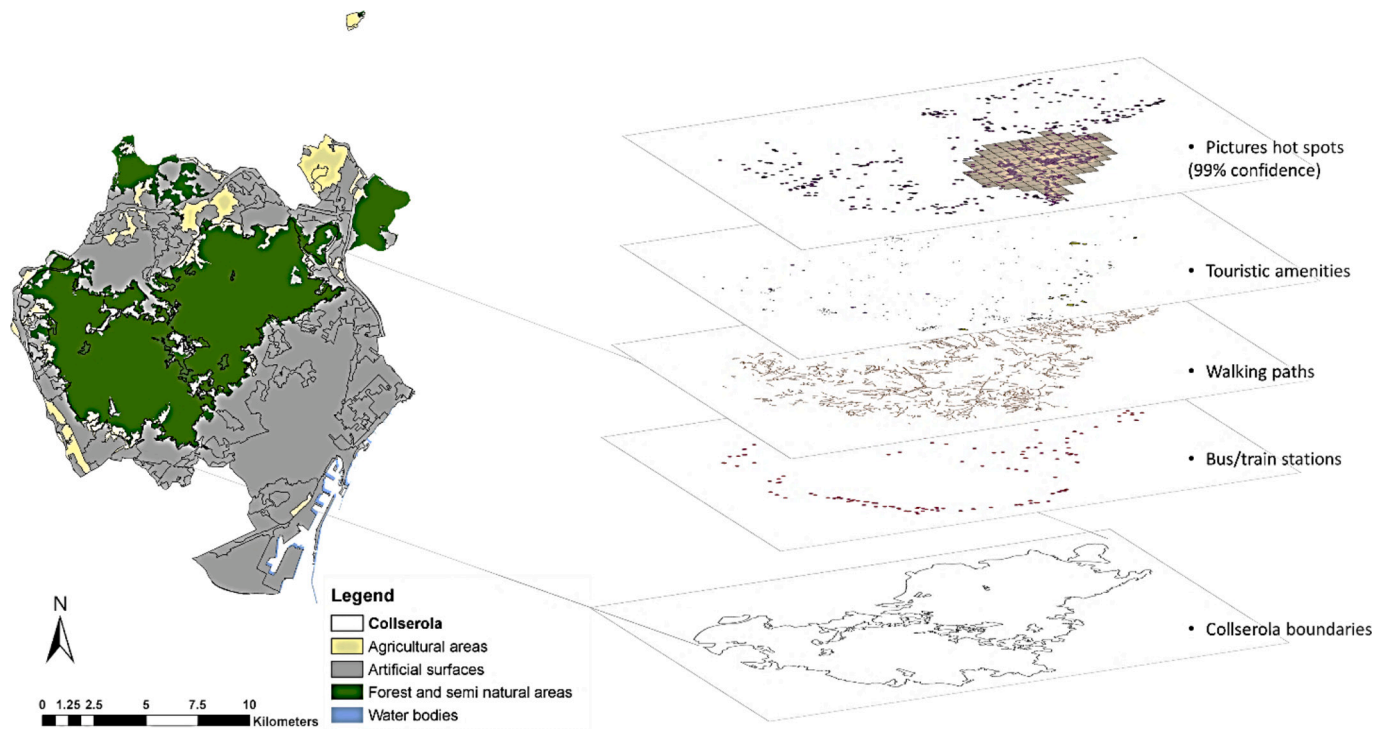 • Pictures hot spots
(99% confidence)
• Touristic amenities
• Walking paths
• Bus/train stations
• Collserola boundaries
N
Legend
Collserola
Agricultural areas
Artificial surfaces
Forest and semi natural areas
Water bodies
0 1.25 2.5 5 7.5 10
Kilometers